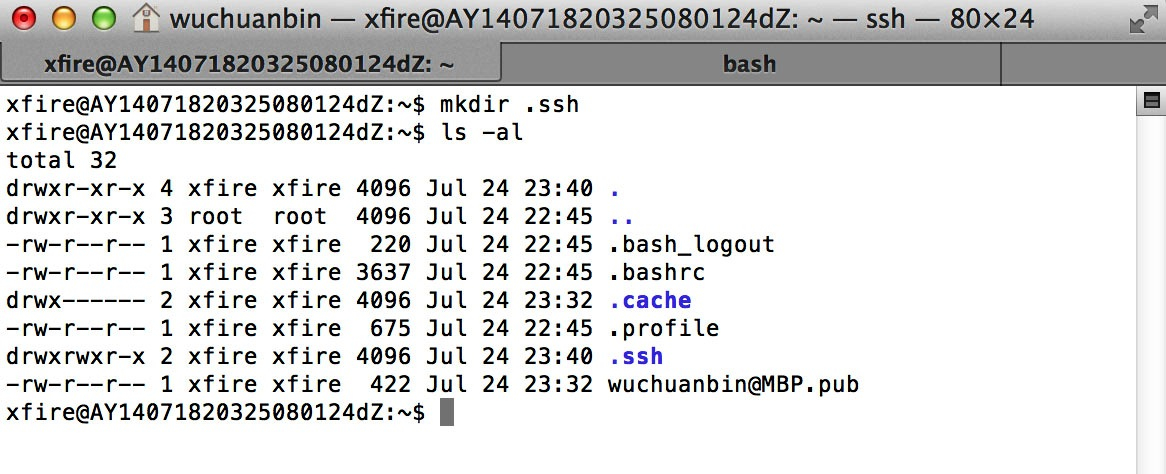 wuchuanbin — xfire@AY14071820325080124dZ: ~ — ssh — 80×24
xfire@AY14071820325080124dZ: ~ bash
xfire@AY14071820325080124dZ:~$ mkdir .ssh
xfire@AY14071820325080124dZ:~$ ls -al
total 32
drwxr-xr-x 4 xfire xfire 4096 Jul 24 23:40 .
drwxr-xr-x 3 root  root  4096 Jul 24 22:45 ..
-rw-r--r-- 1 xfire xfire  220 Jul 24 22:45 .bash_logout
-rw-r--r-- 1 xfire xfire 3637 Jul 24 22:45 .bashrc
drwx------ 2 xfire xfire 4096 Jul 24 23:32 .cache
-rw-r--r-- 1 xfire xfire  675 Jul 24 22:45 .profile
drwxrwxr-x 2 xfire xfire 4096 Jul 24 23:40 .ssh
-rw-r--r-- 1 xfire xfire  422 Jul 24 23:32 wuchuanbin@MBP.pub
xfire@AY14071820325080124dZ:~$